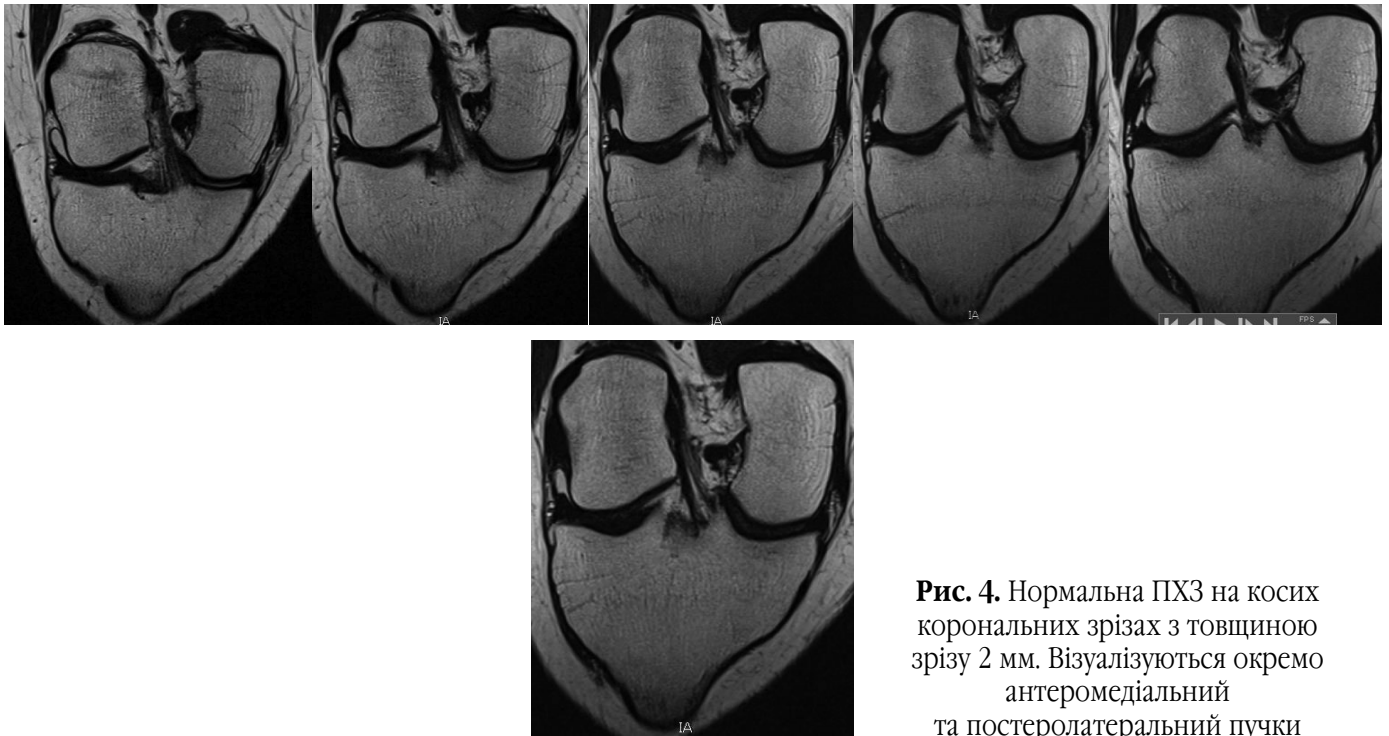 IA
IA
IA
FPS
IA
Рис. 4. Нормальна ПХЗ на косих
корональних зрізах з товщиною
зрізу 2 мм. Візуалізуються окремо
антеромедіальний
та постеролатеральний пучки